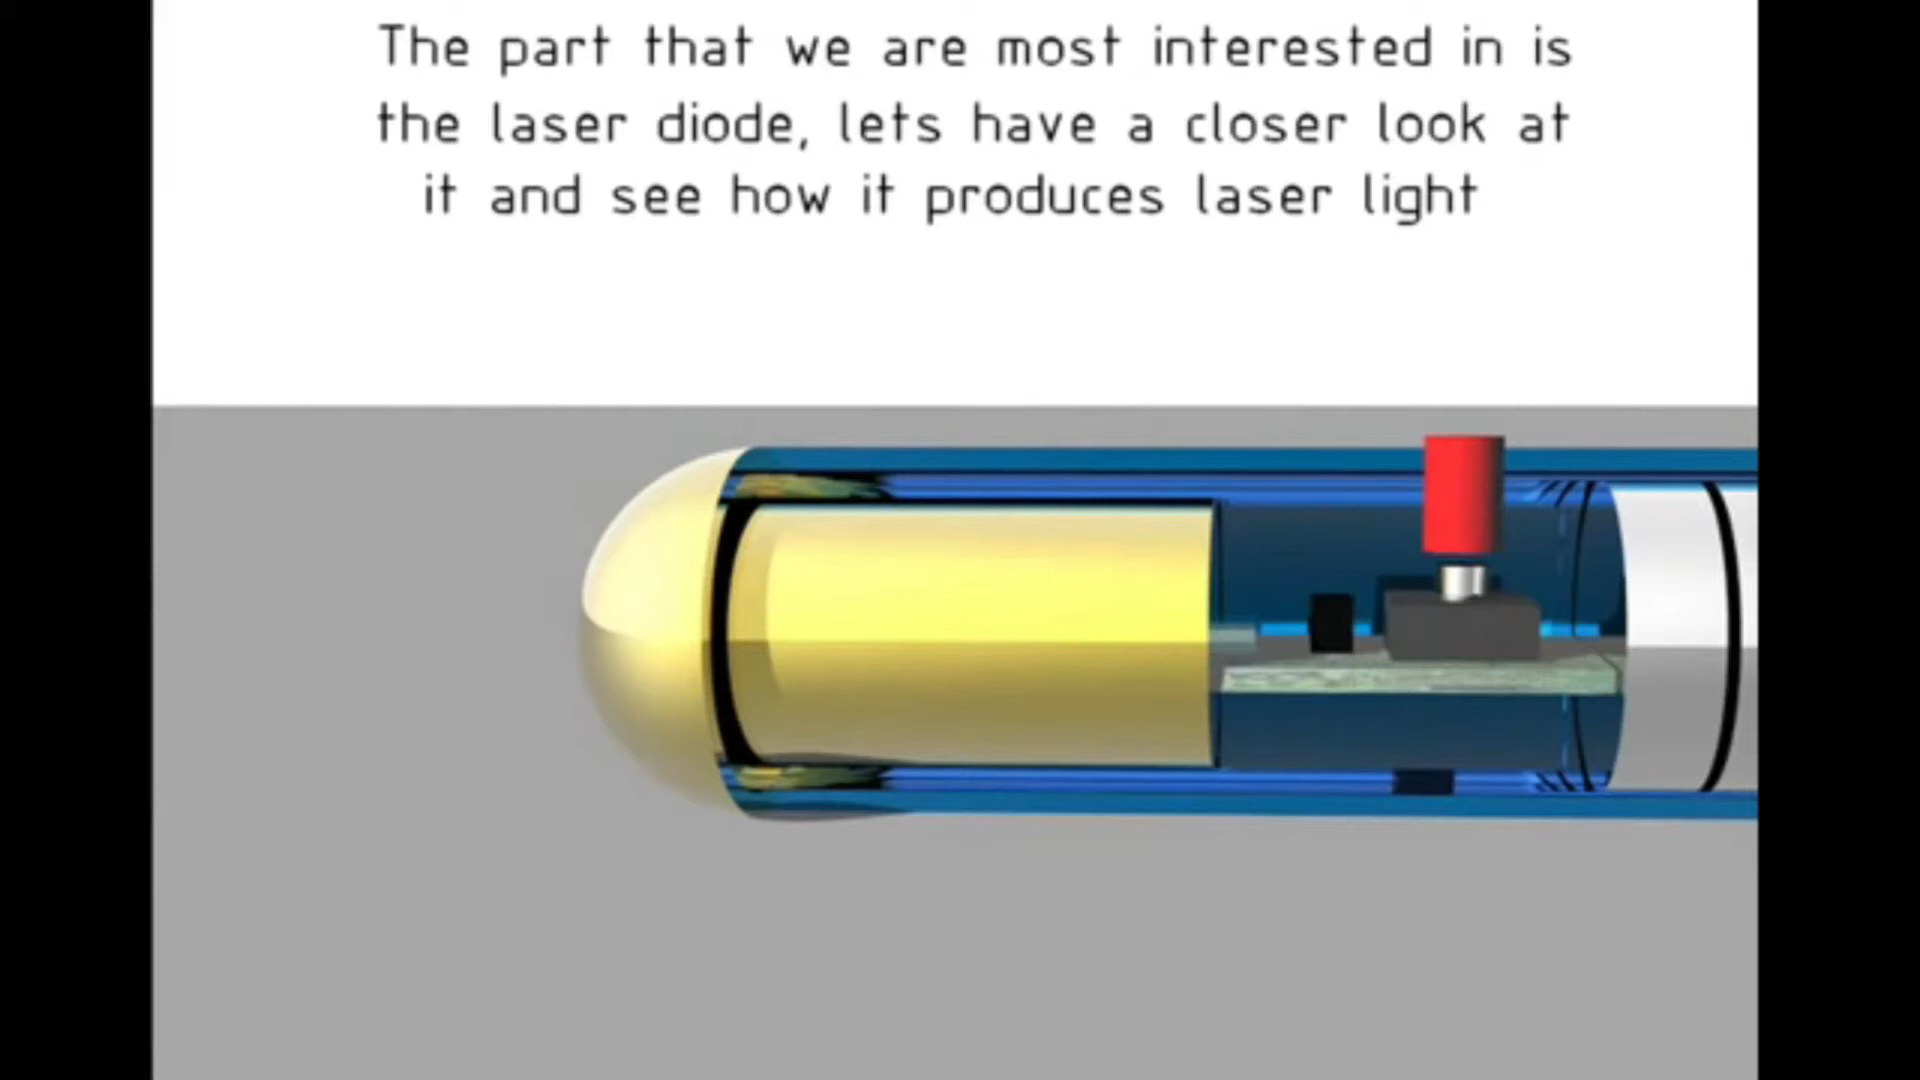 The part that we are most interested in is
the laser diode, lets have a closer look at
it and see how it produces laser light